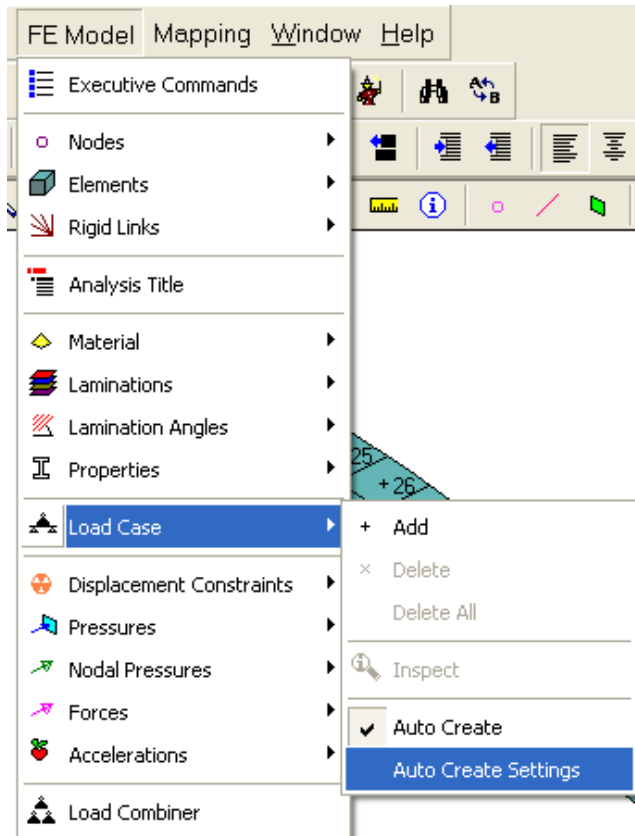 FE Model Mapping Window Help
Executive Commands
Nodes
Elements
Rigid Links
Analysis Title
Material
Laminations
Lamination Angles
Properties
25
+26
Load Case
+ Add
× Delete
Delete All
Inspect
Auto Create
Auto Create Settings
Displacement Constraints
Pressures
Nodal Pressures
Forces
Accelerations
Load Combiner